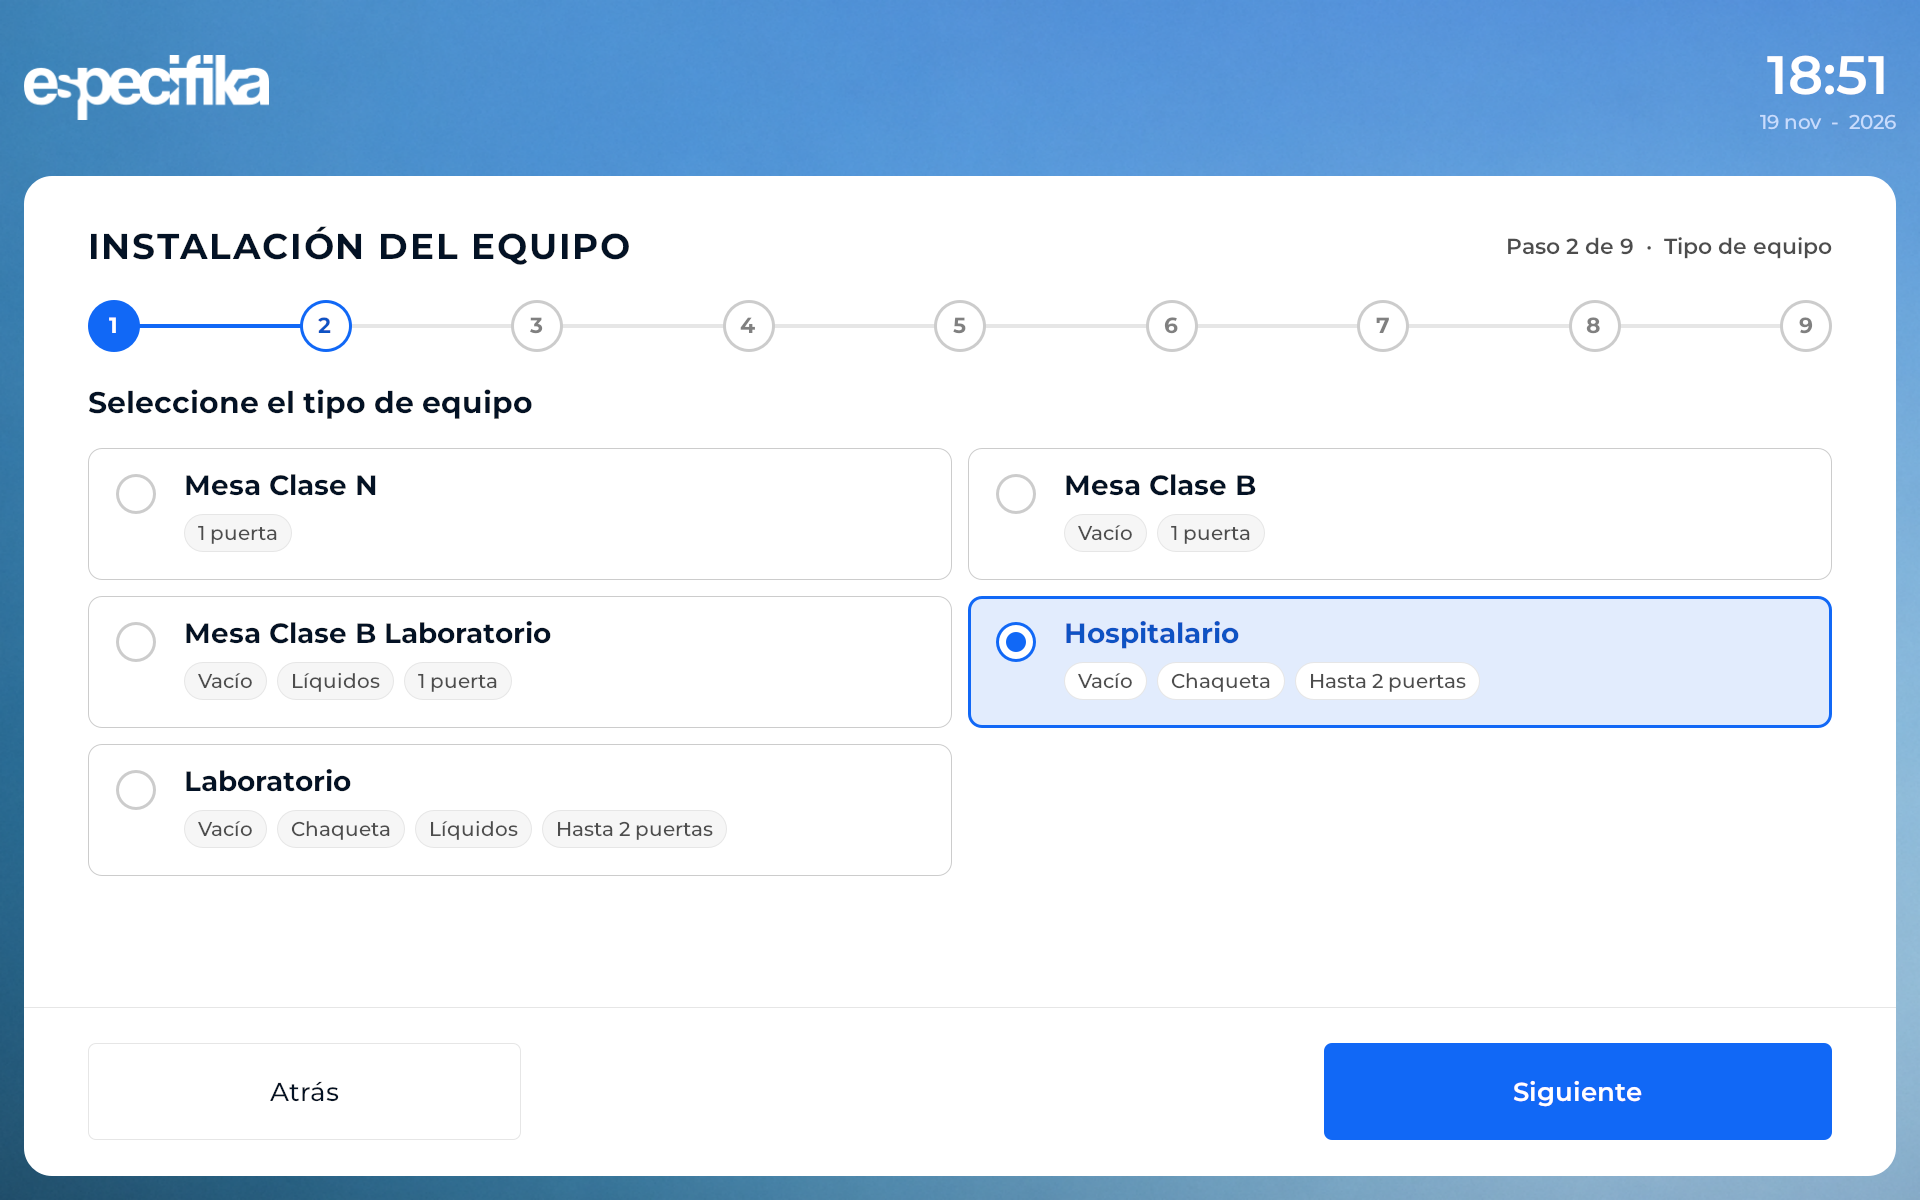 especifika
18:51
19 nov - 2026
INSTALACIÓN DEL EQUIPO
Paso 2 de 9 · Tipo de equipo
1 2 3 4 5 6 7 8 9
Seleccione el tipo de equipo
Mesa Clase N
1 puerta
Mesa Clase B
Vacío 1 puerta
Mesa Clase B Laboratorio
Vacío Líquidos 1 puerta
Hospitalario
Vacío Chaqueta Hasta 2 puertas
Laboratorio
Vacío Chaqueta Líquidos Hasta 2 puertas
Atrás
Siguiente